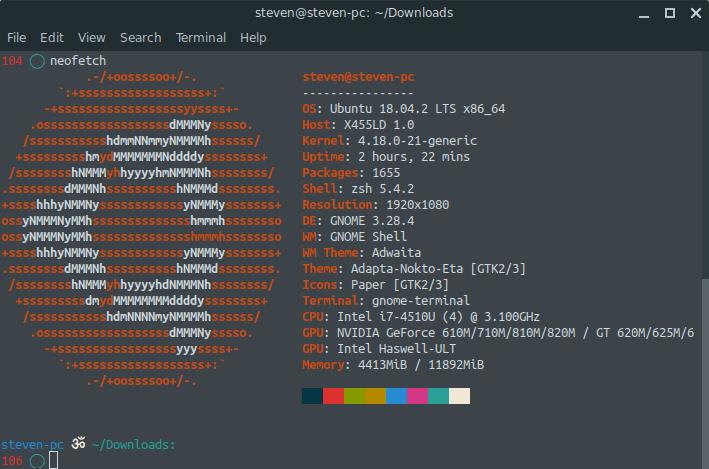 steven@steven-pc: ~/Downloads
File Edit View Search Terminal Help
104 ◯ neofetch
.-/+oossssoo+/-. steven@steven-pc
`:+ssssssssssssssssss+:` ---------------
-+ssssssssssssssssssyyssss+- OS: Ubuntu 18.04.2 LTS x86_64
.ossssssssssssssssssdMMMNysssso. Host: X455LD 1.0
/ssssssssssshdmmNNmmyNMMMMhssssss/ Kernel: 4.18.0-21-generic
+ssssssssshmydMMMMMMMNddddyssssssss+ Uptime: 2 hours, 22 mins
/sssssssshNMMMyhhyyyyhmNMMMNhssssssss/ Packages: 1655
.ssssssssdMMMNhsssssssssshNMMMdssssssss. Shell: zsh 5.4.2
+sssshhhyNMMNyssssssssssssyNMMMysssssss+ Resolution: 1920x1080
ossyNMMMNyMMhsssssssssssssshmmmhssssssso DE: GNOME 3.28.4
ossyNMMMNyMMhsssssssssssssshmmmhssssssso WM: GNOME Shell
+sssshhhyNMMNyssssssssssssyNMMMysssssss+ WM Theme: Adwaita
.ssssssssdMMMNhsssssssssshNMMMdssssssss. Theme: Adapta-Nokto-Eta [GTK2/3]
/sssssssshNMMMyhhyyyyhdNMMMNhssssssss/ Icons: Paper [GTK2/3]
+sssssssssdmydMMMMMMMMddddyssssssss+ Terminal: gnome-terminal
/ssssssssssshdmNNNNmyNMMMMhssssss/ CPU: Intel i7-4510U (4) @ 3.100GHz
.ossssssssssssssssssdMMMNysssso. GPU: NVIDIA GeForce 610M/710M/810M/820M / GT 620M/625M/6
-+sssssssssssssssssyyyssss+- GPU: Intel Haswell-ULT
`:+ssssssssssssssssss+:` Memory: 4413MiB / 11892MiB
.-/+oossssoo+/-.
steven-pc ॐ ~/Downloads:
106 ◯